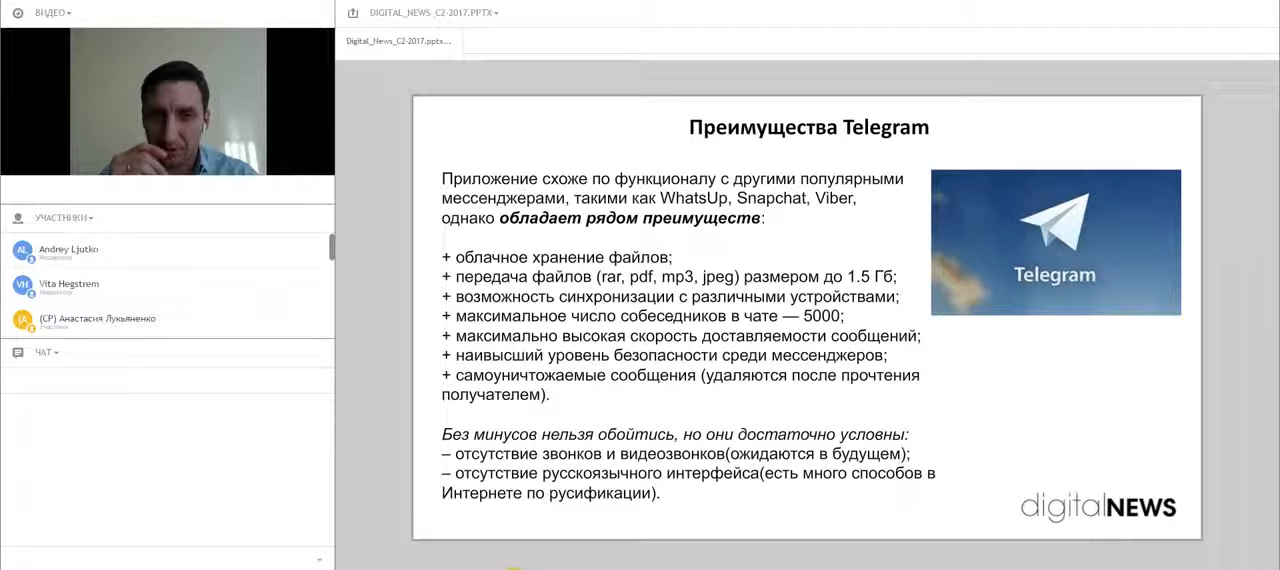 ВИДЕО
DIGITAL_NEWS_C2-2017.PPTX
Digital_News_C2-2017.pptx...
УЧАСТНИКИ
AL Andrey Ljutko
Модератор
VH Vita Hegstrem
Модератор
(А (СР) Анастасия Лукьяненко
Участник
ЧАТ
Преимущества Telegram
Приложение схоже по функционалу с другими популярными
мессенджерами, такими как WhatsUp, Snapchat, Viber,
однако обладает рядом преимуществ:
+ облачное хранение файлов;
+ передача файлов (rar, pdf, mp3, jpeg) размером до 1.5 Гб;
+ возможность синхронизации с различными устройствами;
+ максимальное число собеседников в чате — 5000;
+ максимально высокая скорость доставляемости сообщений;
+ наивысший уровень безопасности среди мессенджеров;
+ самоуничтожаемые сообщения (удаляются после прочтения
получателем).
Без минусов нельзя обойтись, но они достаточно условны:
– отсутствие звонков и видеозвонков(ожидаются в будущем);
– отсутствие русскоязычного интерфейса(есть много способов в
Интернете по русификации).
Telegram
digitalNEWS